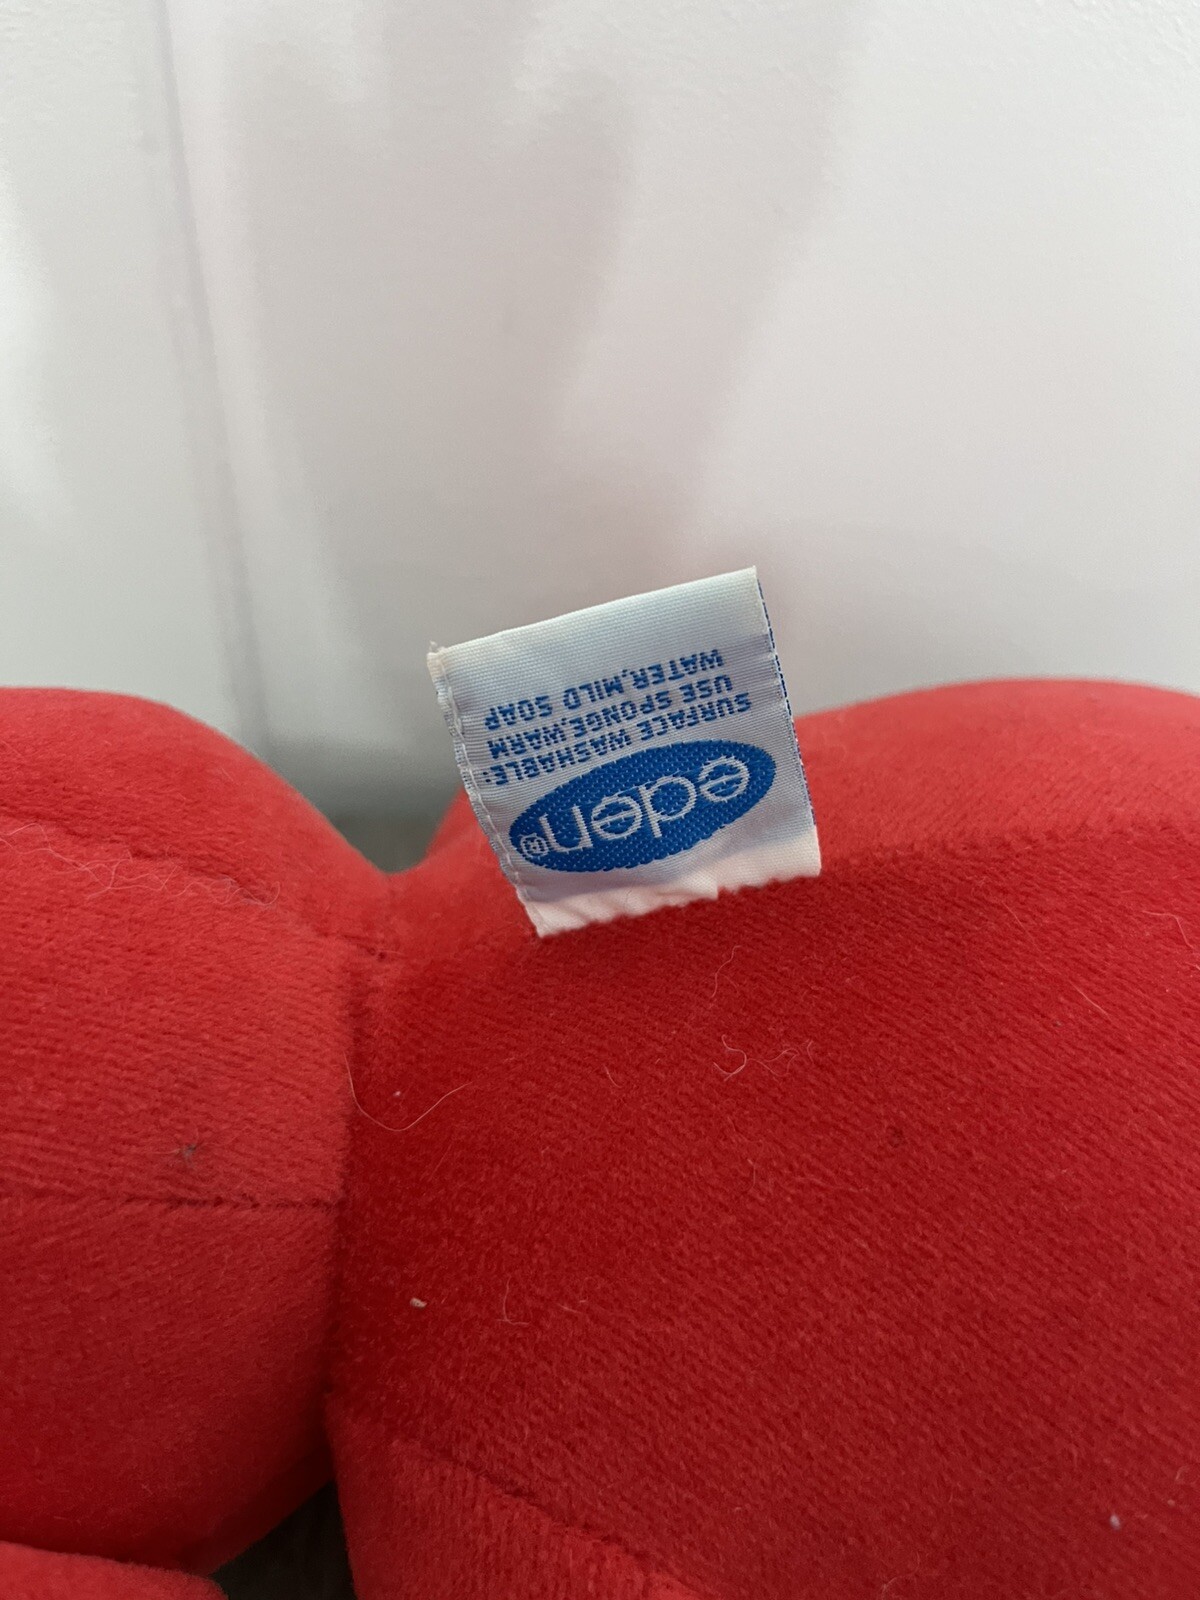 eden®
SURFACE WASHABLE.
USE SPONGE,WARM
WATER,MILD SOAP